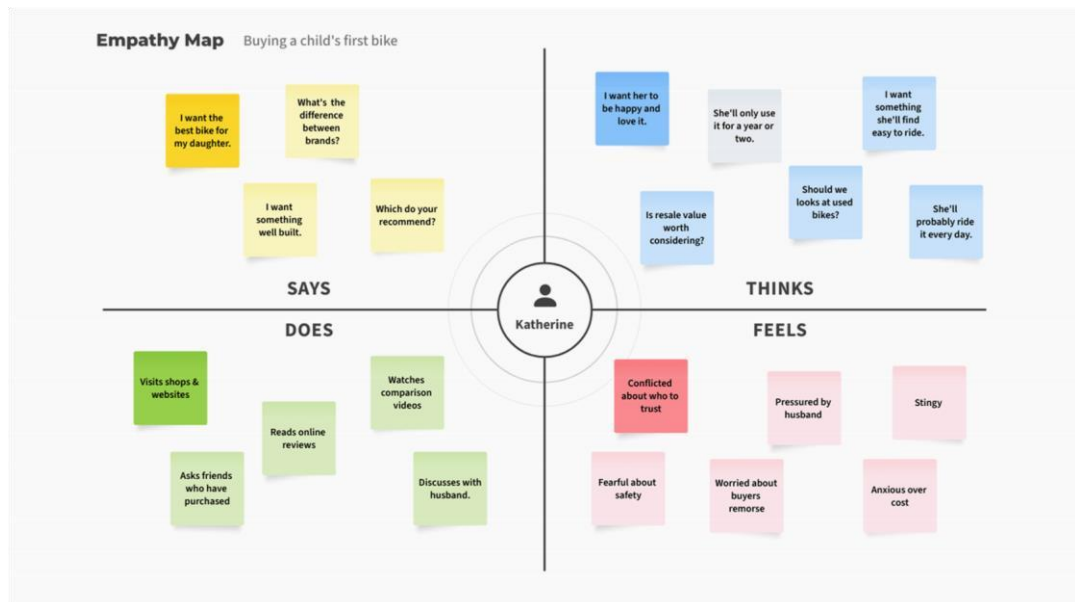 Empathy Map Buying a child's first bike
I want the
best bike for
my daughter.
What's the
difference
between
brands?
I want
something
well built.
Which do your
recommend?
SAYS
I want her to
be happy and
love it.
She'll only use
it for a year or
two.
I want
something
she'll find
easy to ride.
Is resale value
worth
considering?
Should we
looks at used
bikes?
She'll
probably ride
it every day.
THINKS
Katherine
DOES
Visits shops &
websites
Watches
comparison
videos
Reads online
reviews
Asks friends
who have
purchased
Discusses with
husband.
FEELS
Conflicted
about who to
trust
Pressured by
husband
Stingy
Fearful about
safety
Worried about
buyers
remorse
Anxious over
cost